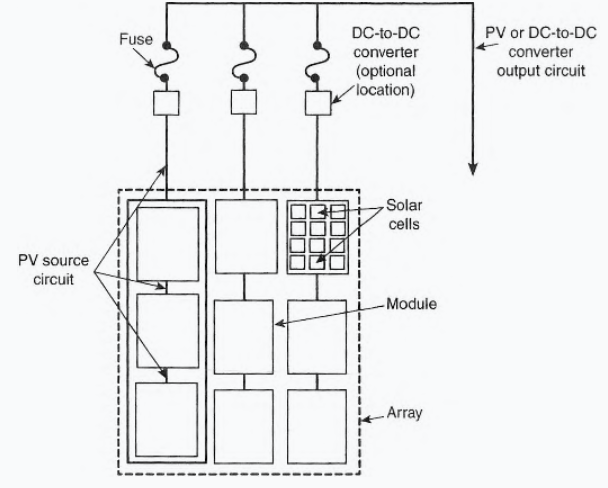 Fuse
DC-to-DC
converter
(optional
location)
PV or DC-to-DC
converter
output circuit
Solar
cells
PV source
circuit
Module
Array